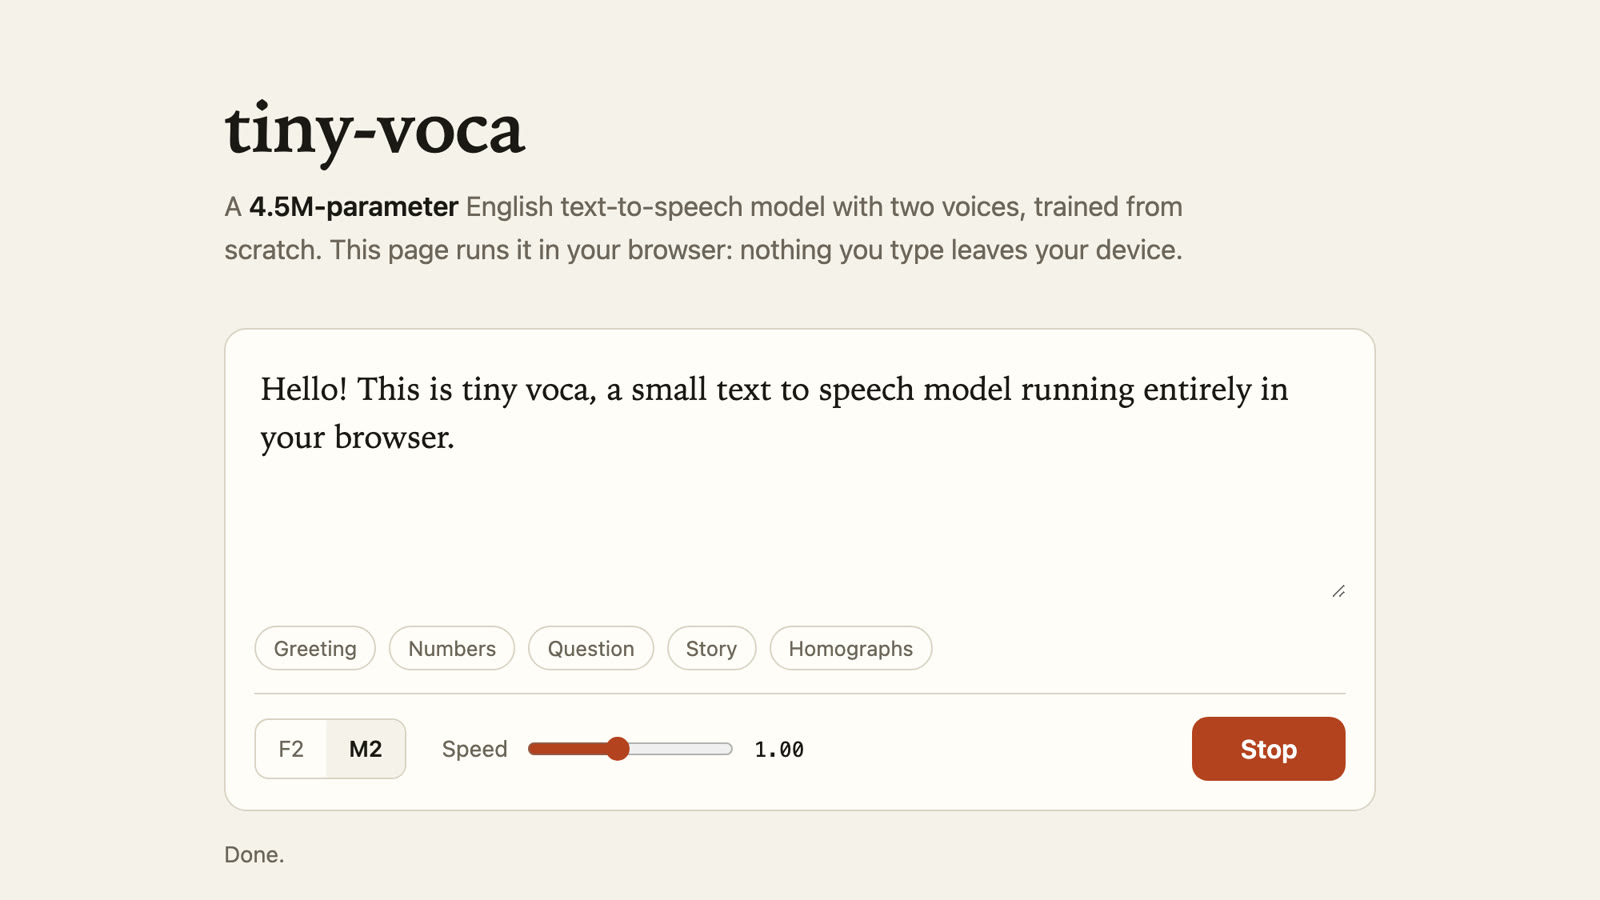 tiny-voca
A 4.5M-parameter English text-to-speech model with two voices, trained from
scratch. This page runs it in your browser: nothing you type leaves your device.
Hello! This is tiny voca, a small text to speech model running entirely in
your browser.
Greeting Numbers Question Story Homographs
F2 M2 Speed 1.00 Stop
Done.